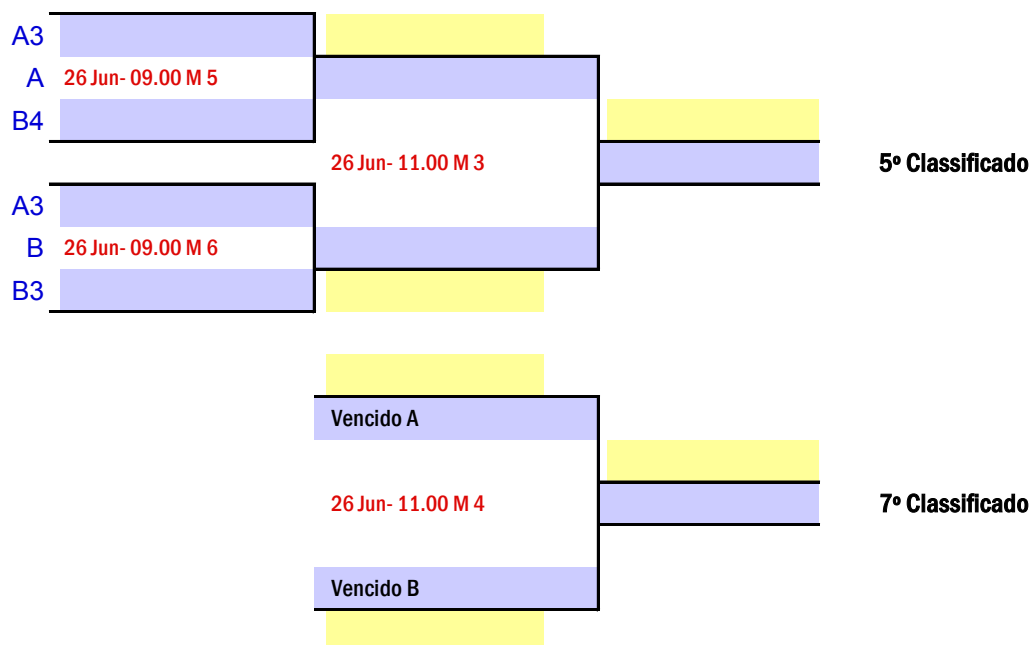 A3
A 26 Jun- 09.00 M 5
B4
26 Jun- 11.00 M 3
5º Classificado
A3
B 26 Jun- 09.00 M 6
B3
Vencido A
26 Jun- 11.00 M 4
7º Classificado
Vencido B